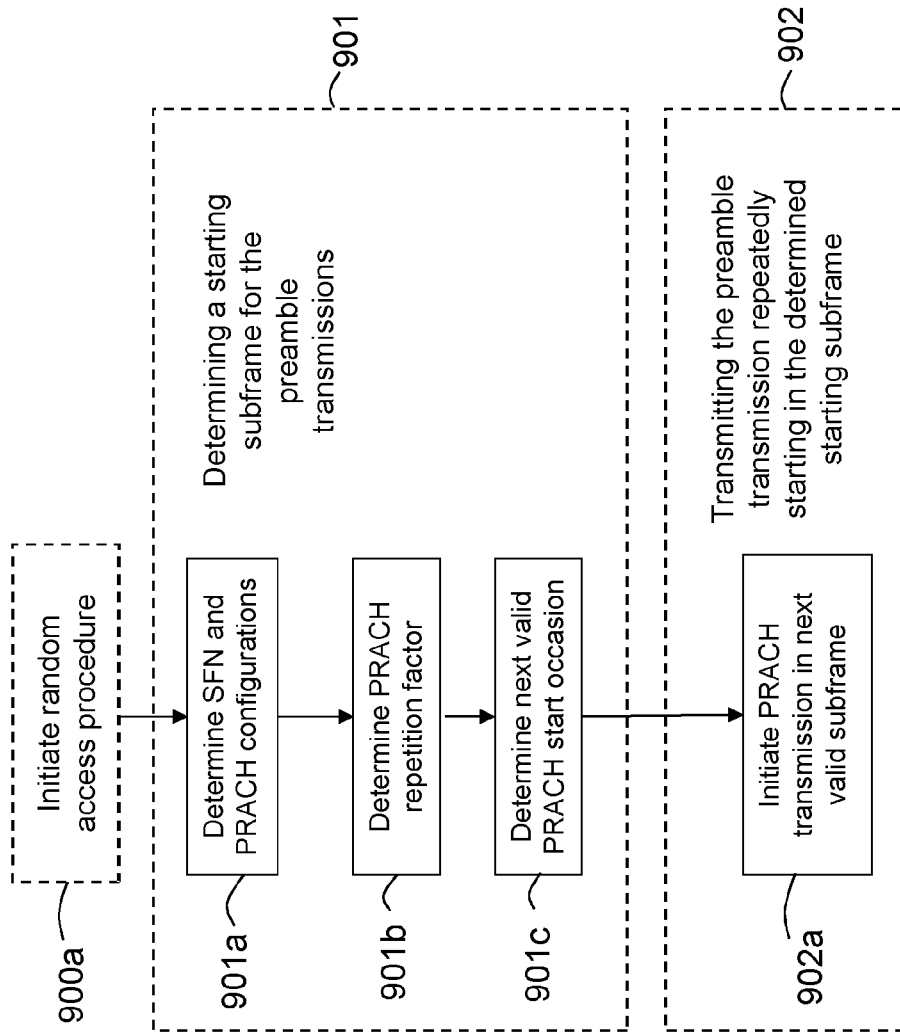 900a
Initiate random
access procedure
901
901a
Determine SFN and
PRACH configurations
901b
Determine PRACH
repetition factor
901c
Determine next valid
PRACH start occasion
Determining a starting
subframe for the
preamble
transmissions
902
902a
Initiate PRACH
transmission in next
valid subframe
Transmitting the preamble
transmission repeatedly
starting in the determined
starting subframe